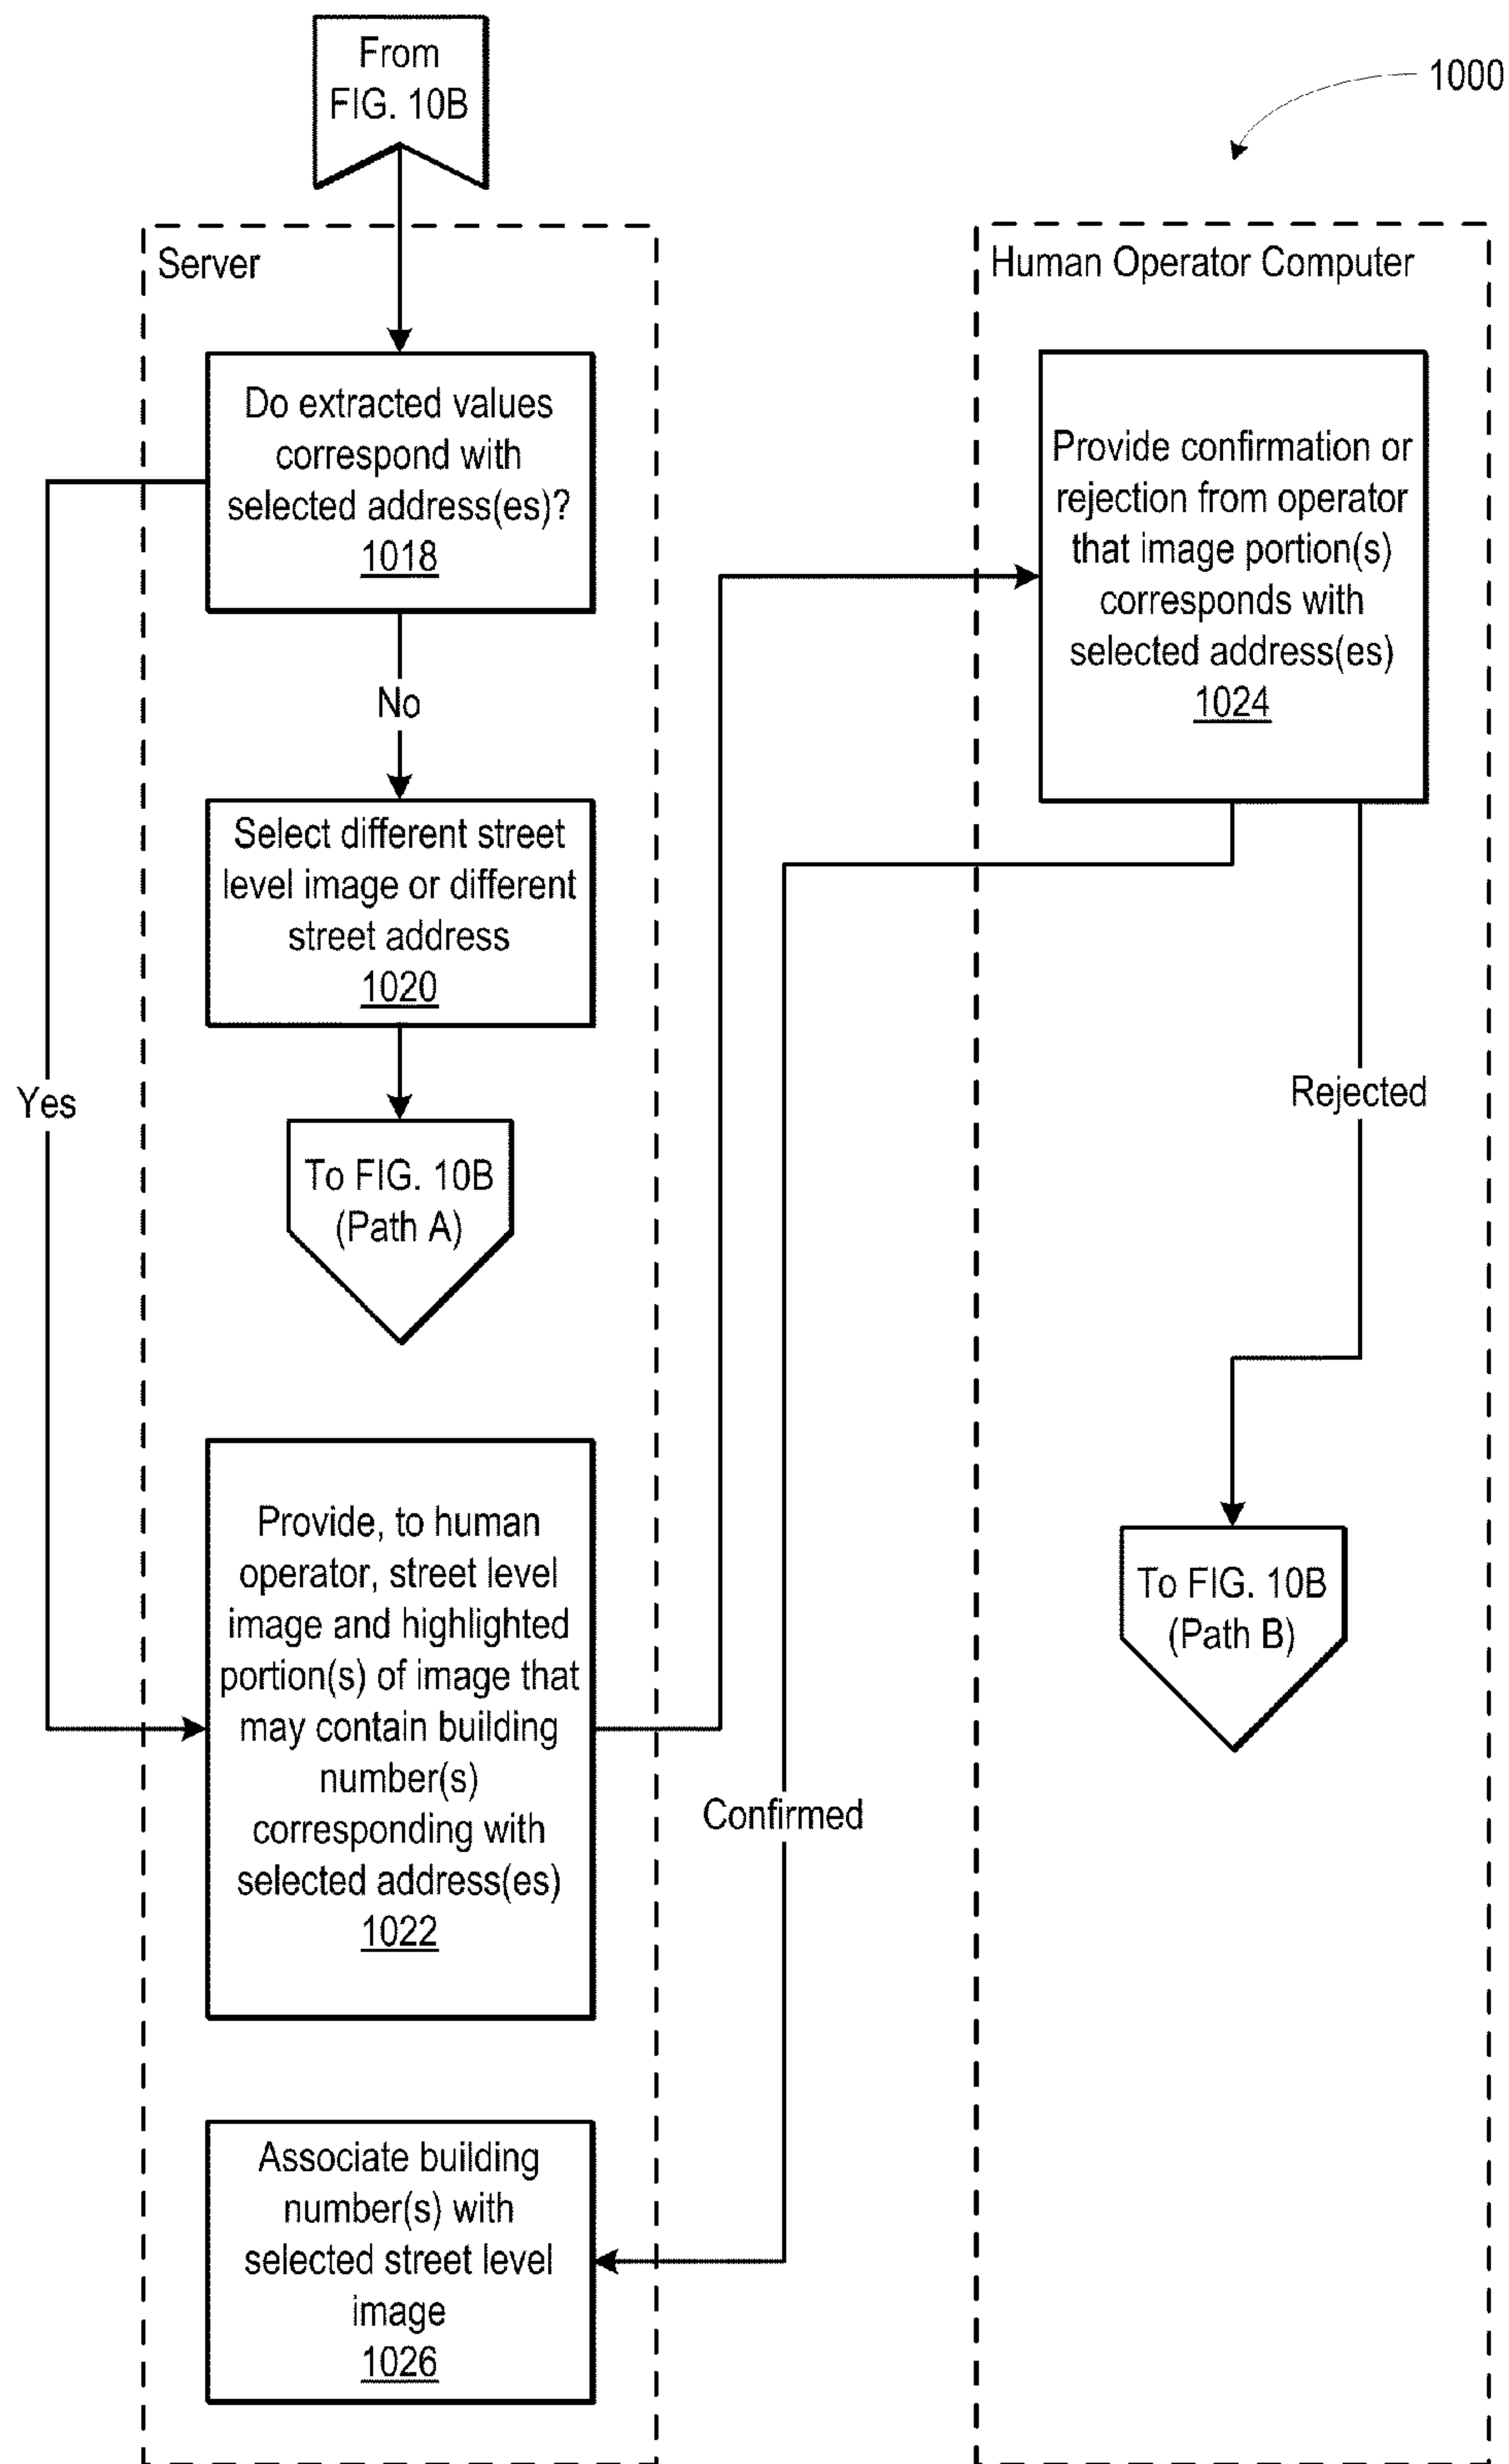 From
FIG. 10B
1000
Server
Do extracted values
correspond with
selected address(es)?
1018
No
Select different street
level image or different
street address
1020
Yes
To FIG. 10B
(Path A)
Provide, to human
operator, street level
image and highlighted
portion(s) of image that
may contain building
number(s)
corresponding with
selected address(es)
1022
Confirmed
Associate building
number(s) with
selected street level
image
1026
Human Operator Computer
Provide confirmation or
rejection from operator
that image portion(s)
corresponds with
selected address(es)
1024
Rejected
To FIG. 10B
(Path B)